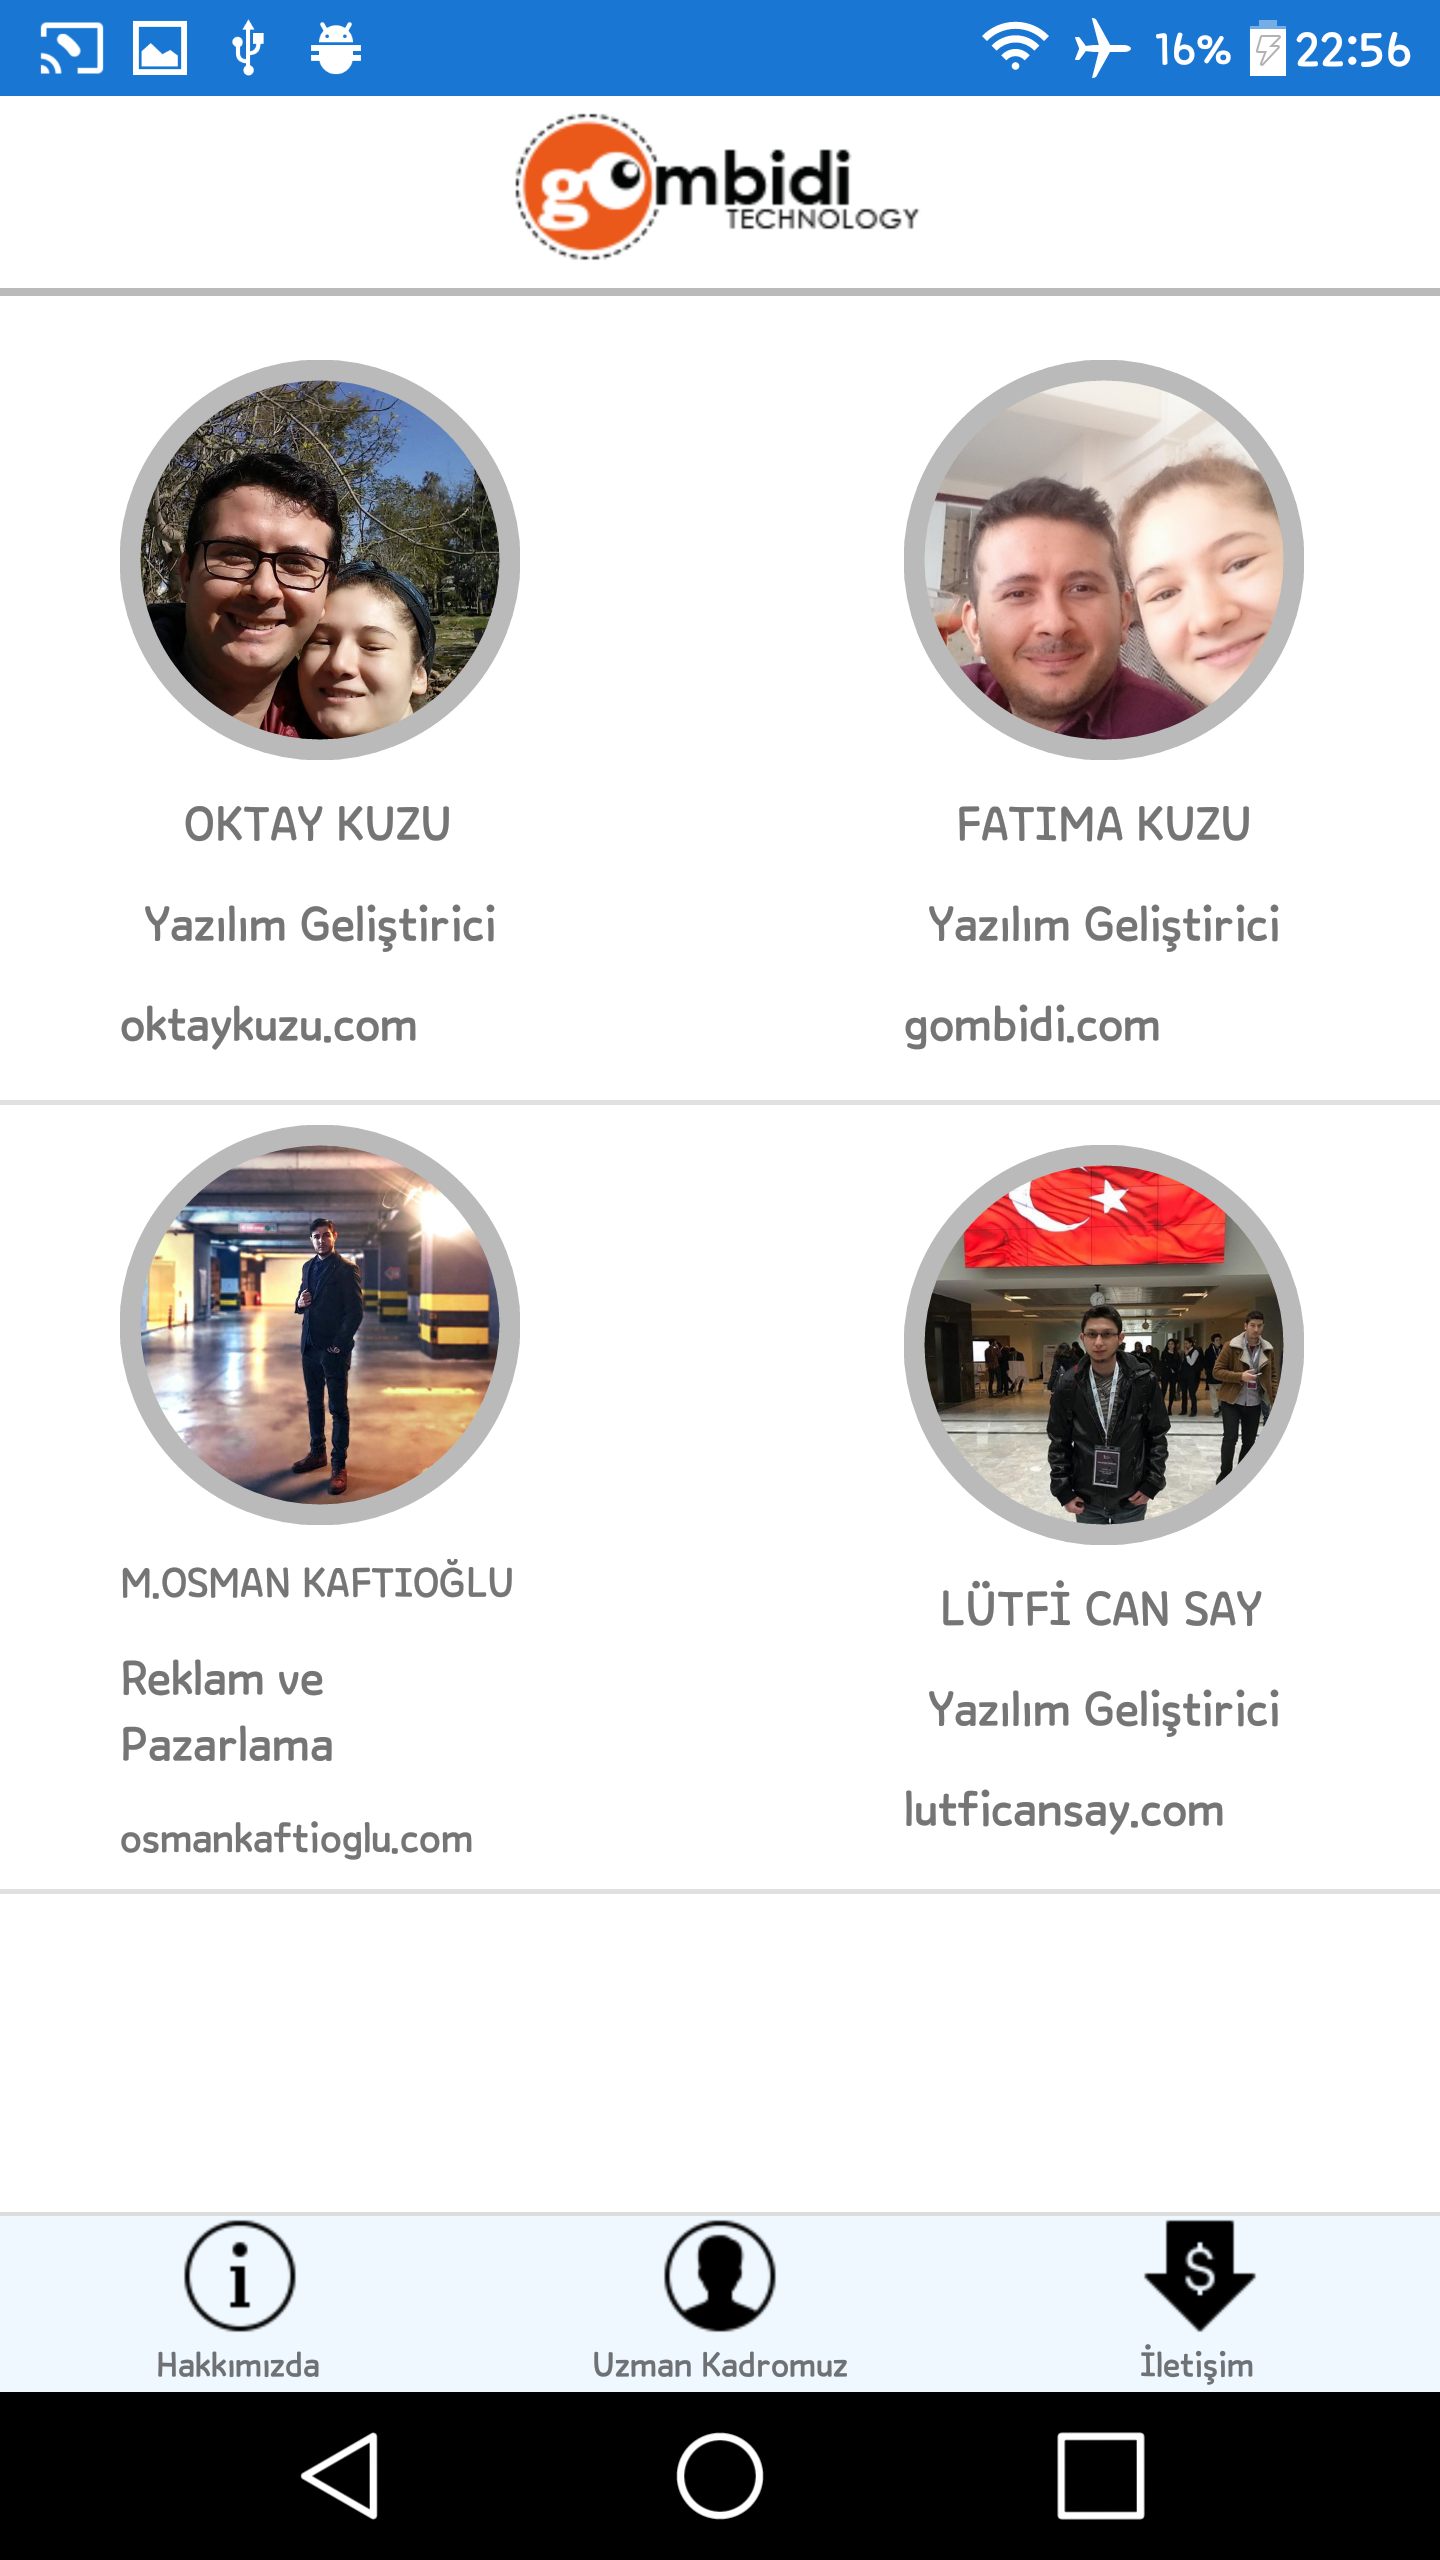 16% 22:56
gombidi
TECHNOLOGY
OKTAY KUZU
Yazılım Geliştirici
oktaykuzu.com
FATIMA KUZU
Yazılım Geliştirici
gombidi.com
M.OSMAN KAFTIOĞLU
Reklam ve
Pazarlama
osmankaftioglu.com
LÜTFİ CAN SAY
Yazılım Geliştirici
lutficansay.com
Hakkımızda
Uzman Kadromuz
İletişim